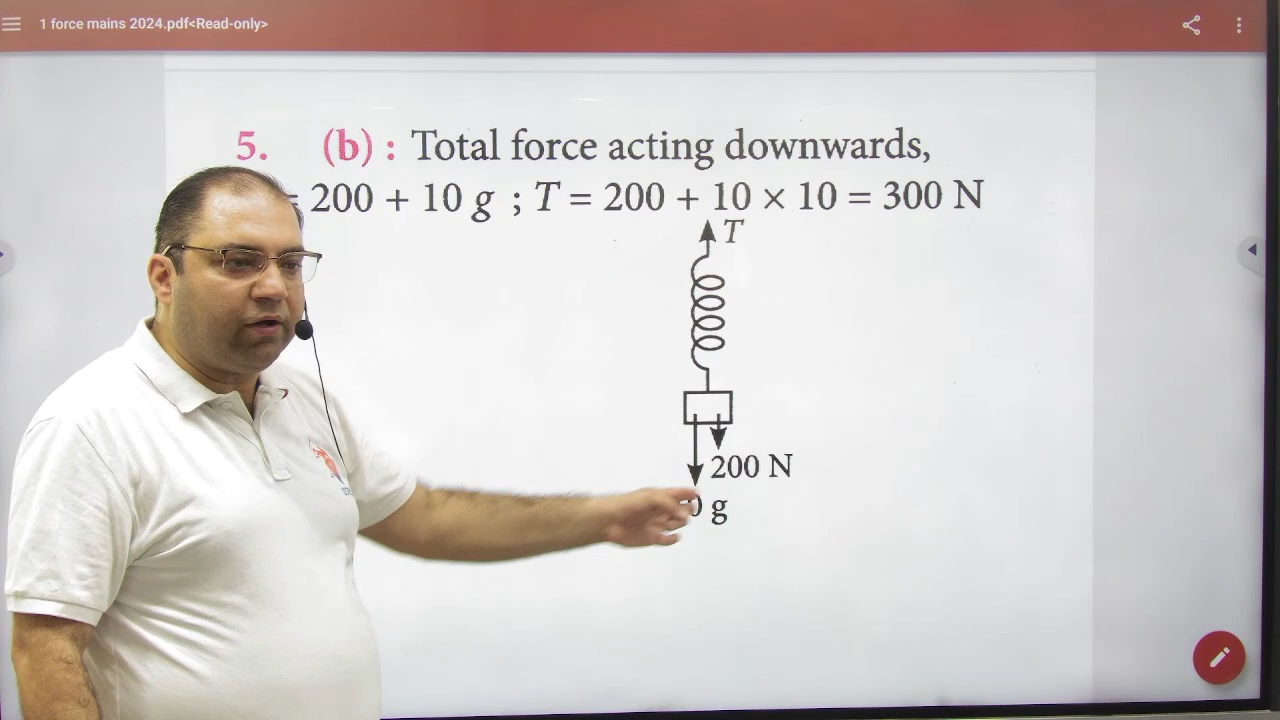 1 force mains 2024.pdf<Read-only>
5. (b) : Total force acting downwards,
= 200 + 10 g ; T = 200 + 10 × 10 = 300 N
T
200 N
0 g